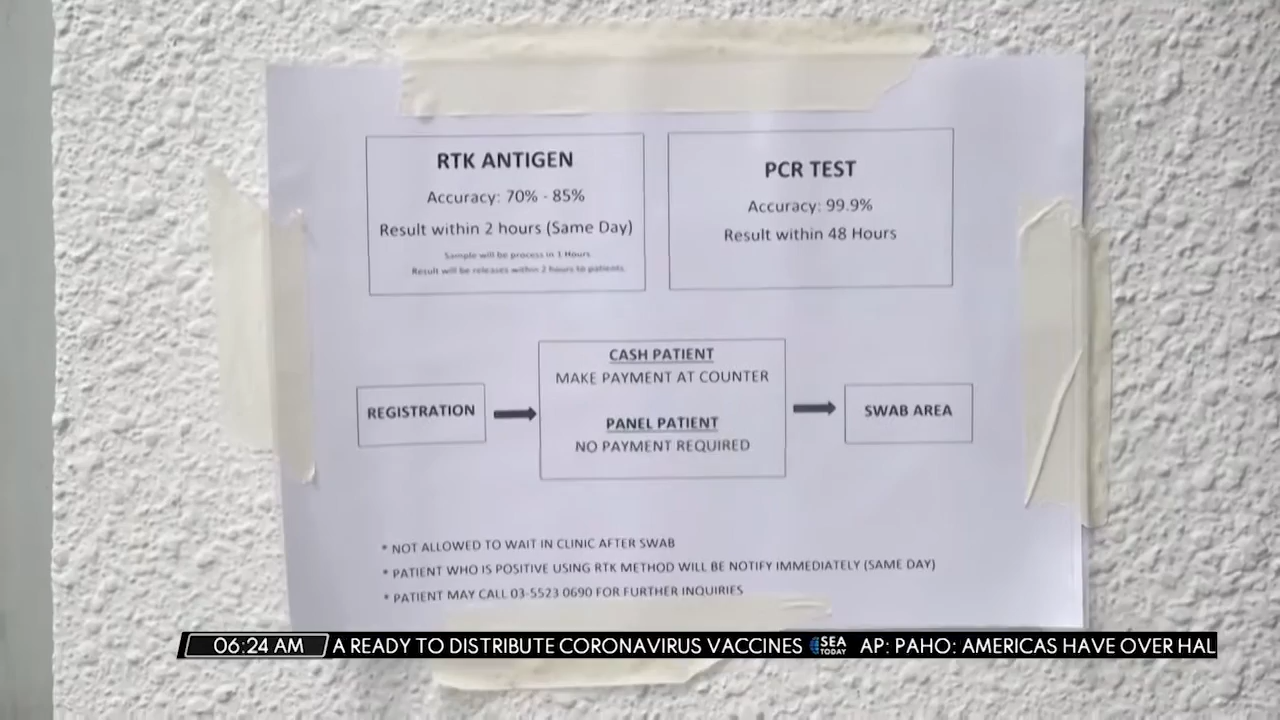 RTK ANTIGEN
Accuracy: 70% - 85%
Result within 2 hours (Same Day)
Sample will be process in 1 Hours
Result will be releases within 2 hours to patients.
PCR TEST
Accuracy: 99.9%
Result within 48 Hours
REGISTRATION
CASH PATIENT
MAKE PAYMENT AT COUNTER
PANEL PATIENT
NO PAYMENT REQUIRED
SWAB AREA
* NOT ALLOWED TO WAIT IN CLINIC AFTER SWAB
* PATIENT WHO IS POSITIVE USING RTK METHOD WILL BE NOTIFY IMMEDIATELY (SAME DAY)
* PATIENT MAY CALL 03-5523 0690 FOR FURTHER INQUIRIES
06:24 AM A READY TO DISTRIBUTE CORONAVIRUS VACCINES SEA TODAY AP: PAHO: AMERICAS HAVE OVER HAL